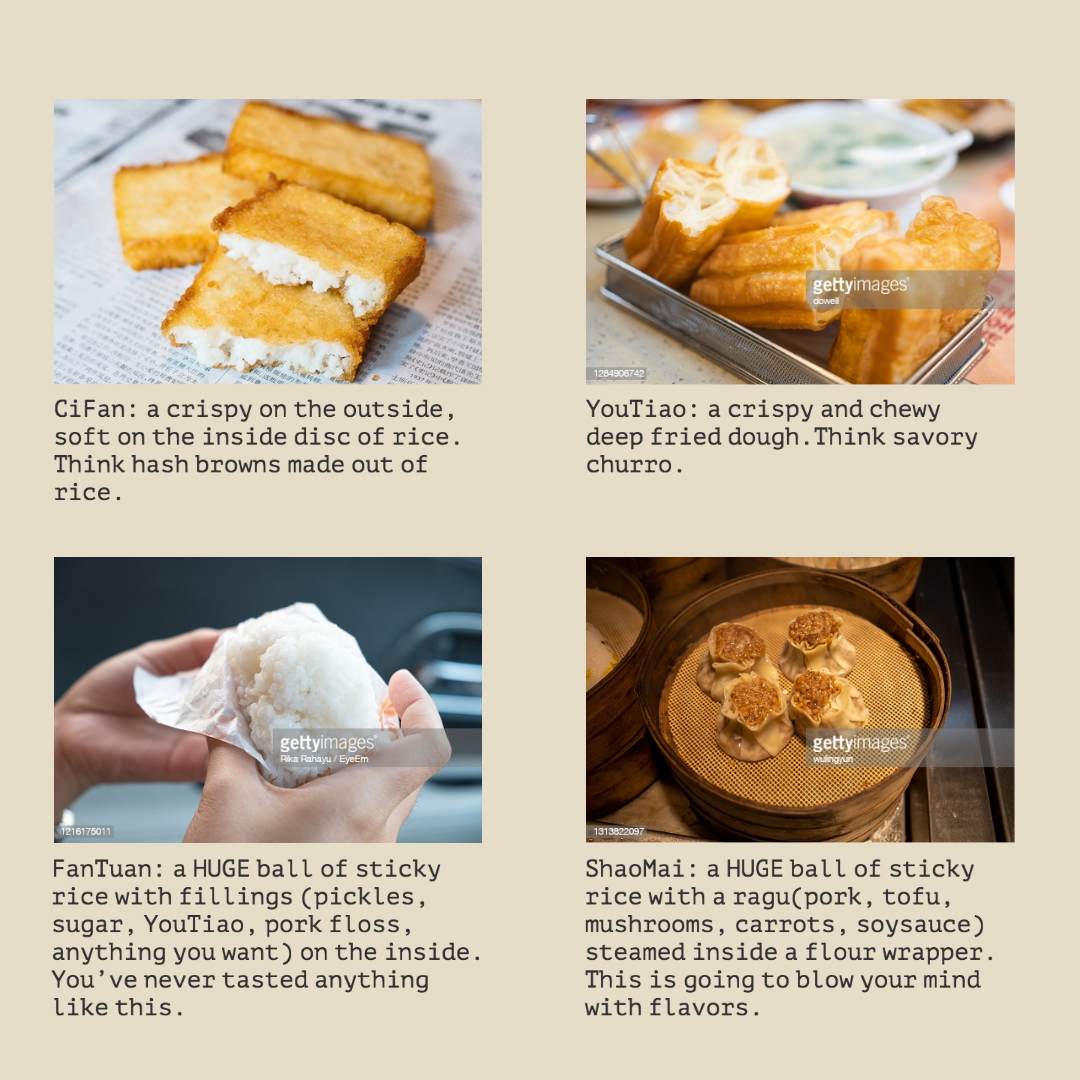 gettyimages®
dowell
1284906742
CiFan: a crispy on the outside,
soft on the inside disc of rice.
Think hash browns made out of
rice.
YouTiao: a crispy and chewy
deep fried dough.Think savory
churro.
gettyimages®
Rika Rahayu / EyeEm
1216175011
gettyimages®
wulingyun
1313822097
FanTuan: a HUGE ball of sticky
rice with fillings (pickles,
sugar, YouTiao, pork floss,
anything you want) on the inside.
You’ve never tasted anything
like this.
ShaoMai: a HUGE ball of sticky
rice with a ragu(pork, tofu,
mushrooms, carrots, soysauce)
steamed inside a flour wrapper.
This is going to blow your mind
with flavors.